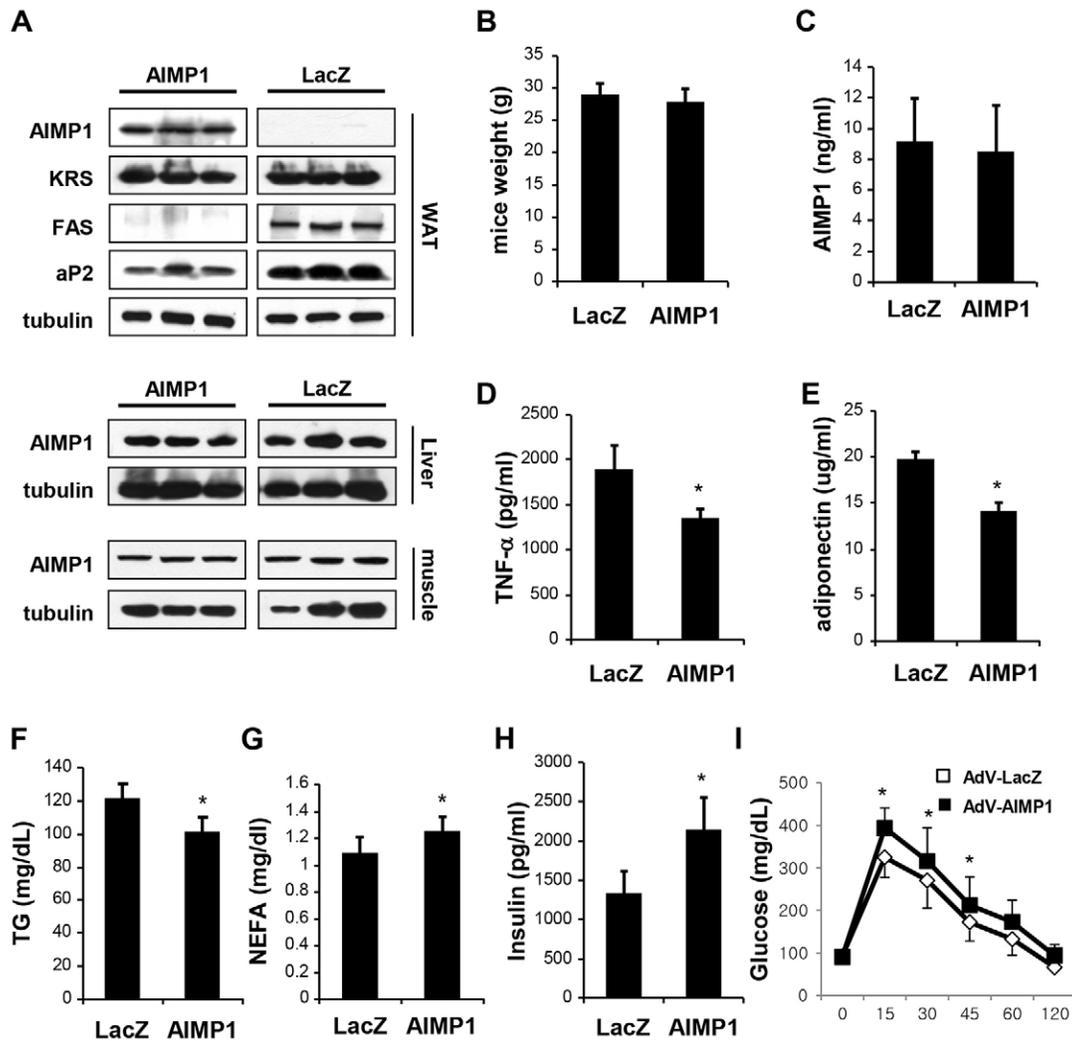 A
AIMP1 LacZ
AIMP1
KRS
FAS
aP2
tubulin
WAT
AIMP1 LacZ
AIMP1
tubulin
Liver
AIMP1
tubulin
muscle
B
mice weight (g)
35
30
25
20
15
10
5
0
LacZ AIMP1
C
AIMP1 (ng/ml)
14
12
10
8
6
4
2
0
LacZ AIMP1
D
TNF-α (pg/ml)
2500
2000
1500
1000
500
0
*
LacZ AIMP1
E
adiponectin (ug/ml)
25
20
15
10
5
0
*
LacZ AIMP1
F
TG (mg/dL)
140
120
100
80
60
40
20
0
*
LacZ AIMP1
G
NEFA (mg/dl)
1.6
1.4
1.2
1
0.8
0.6
0.4
0.2
0
*
LacZ AIMP1
H
Insulin (pg/ml)
3000
2500
2000
1500
1000
500
0
*
LacZ AIMP1
I
Glucose (mg/dL)
500
400
300
200
100
0
AdV-LacZ
AdV-AIMP1
* * *
0 15 30 45 60 120